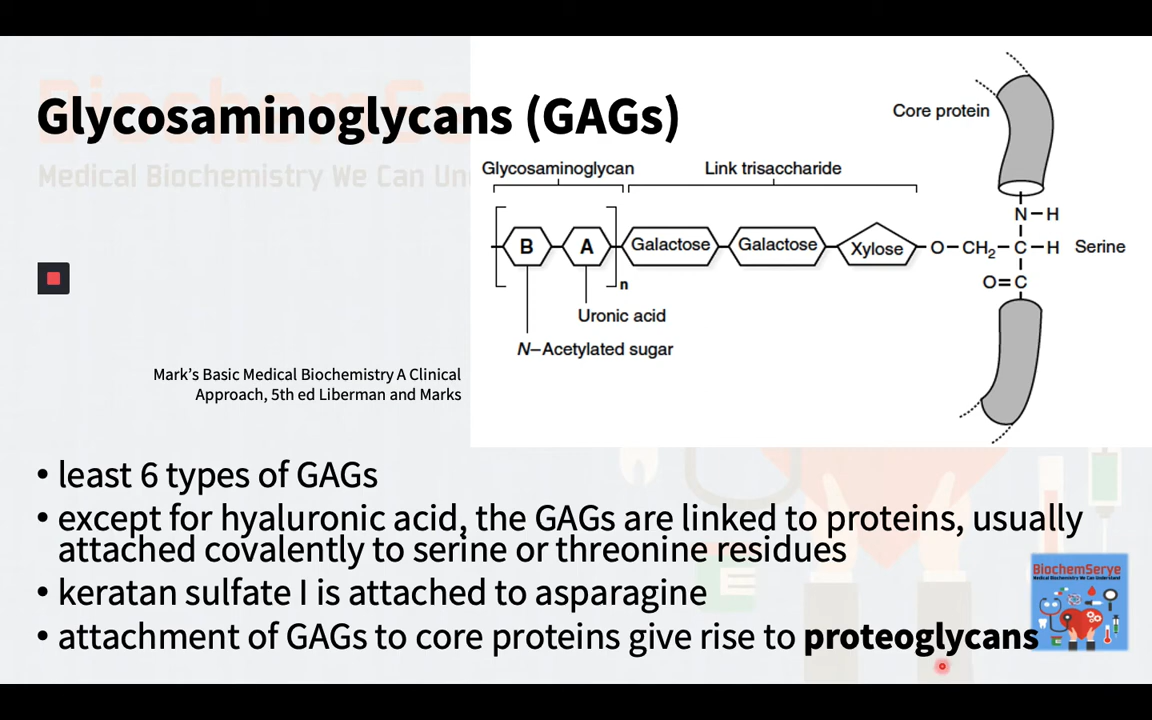 BiochemSe
Glycosaminoglycans (GAGs)
Medical Biochemistry We Can Un
Core protein
Glycosaminoglycan
Link trisaccharide
N–H
B
A
Galactose
Galactose
Xylose
O–CH2–C–H
Serine
n
O=C
Uronic acid
N–Acetylated sugar
Mark's Basic Medical Biochemistry A Clinical
Approach, 5th ed Liberman and Marks
• least 6 types of GAGs
• except for hyaluronic acid, the GAGs are linked to proteins, usually
attached covalently to serine or threonine residues
• keratan sulfate I is attached to asparagine
• attachment of GAGs to core proteins give rise to proteoglycans
BiochemSerye
Medical Biochemistry We Can Understand